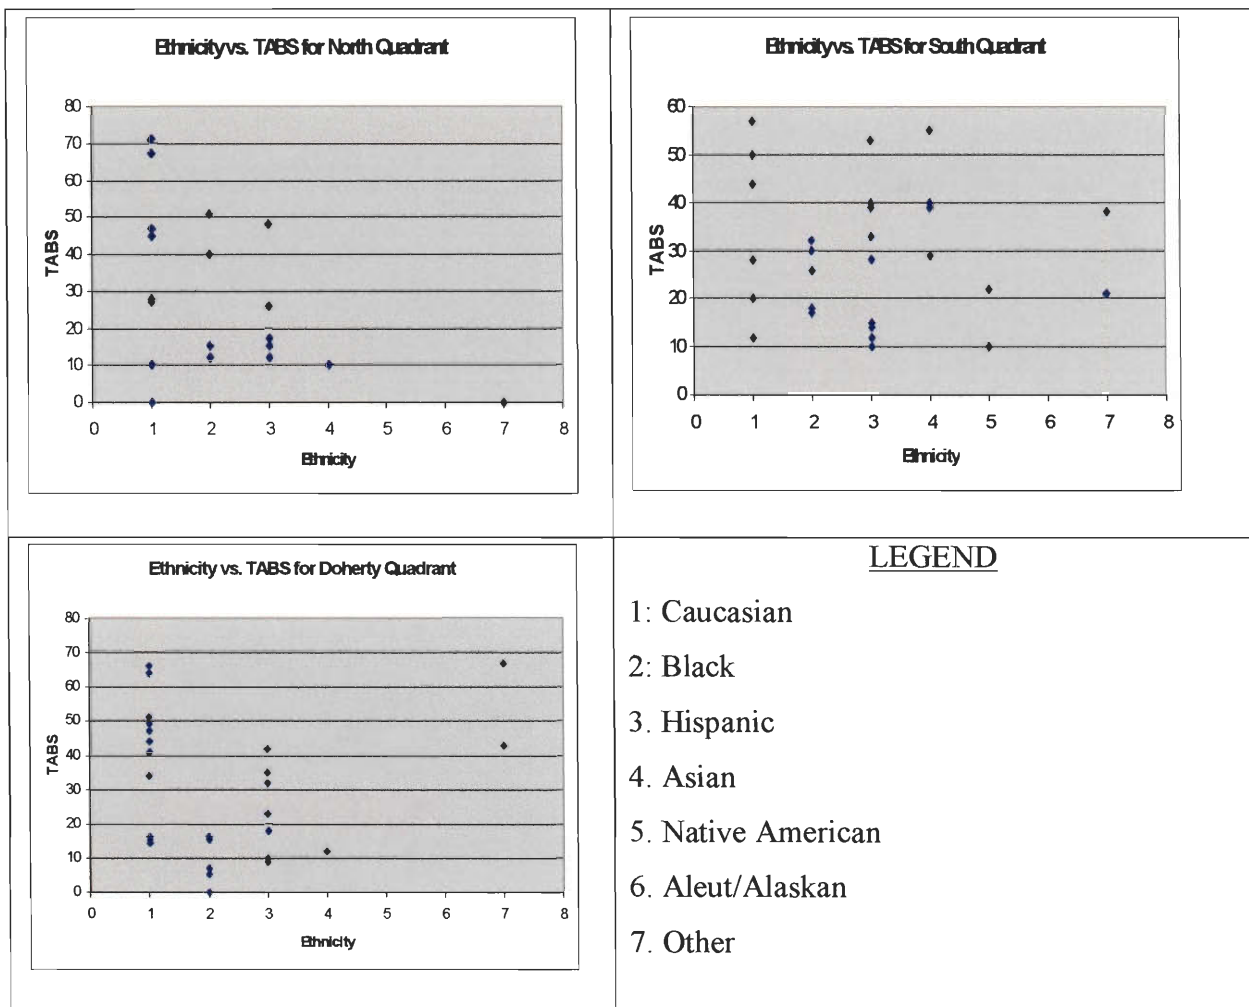 Ethnicity vs. TABS for North Quadrant
80
70
60
50
40
30
20
10
0
TABS
0 1 2 3 4 5 6 7 8
Ethnicity
Ethnicity vs. TABS for South Quadrant
60
50
40
30
20
10
0
TABS
0 1 2 3 4 5 6 7 8
Ethnicity
Ethnicity vs. TABS for Doherty Quadrant
80
70
60
50
40
30
20
10
0
TABS
0 1 2 3 4 5 6 7 8
Ethnicity
LEGEND
1: Caucasian
2: Black
3. Hispanic
4. Asian
5. Native American
6. Aleut/Alaskan
7. Other